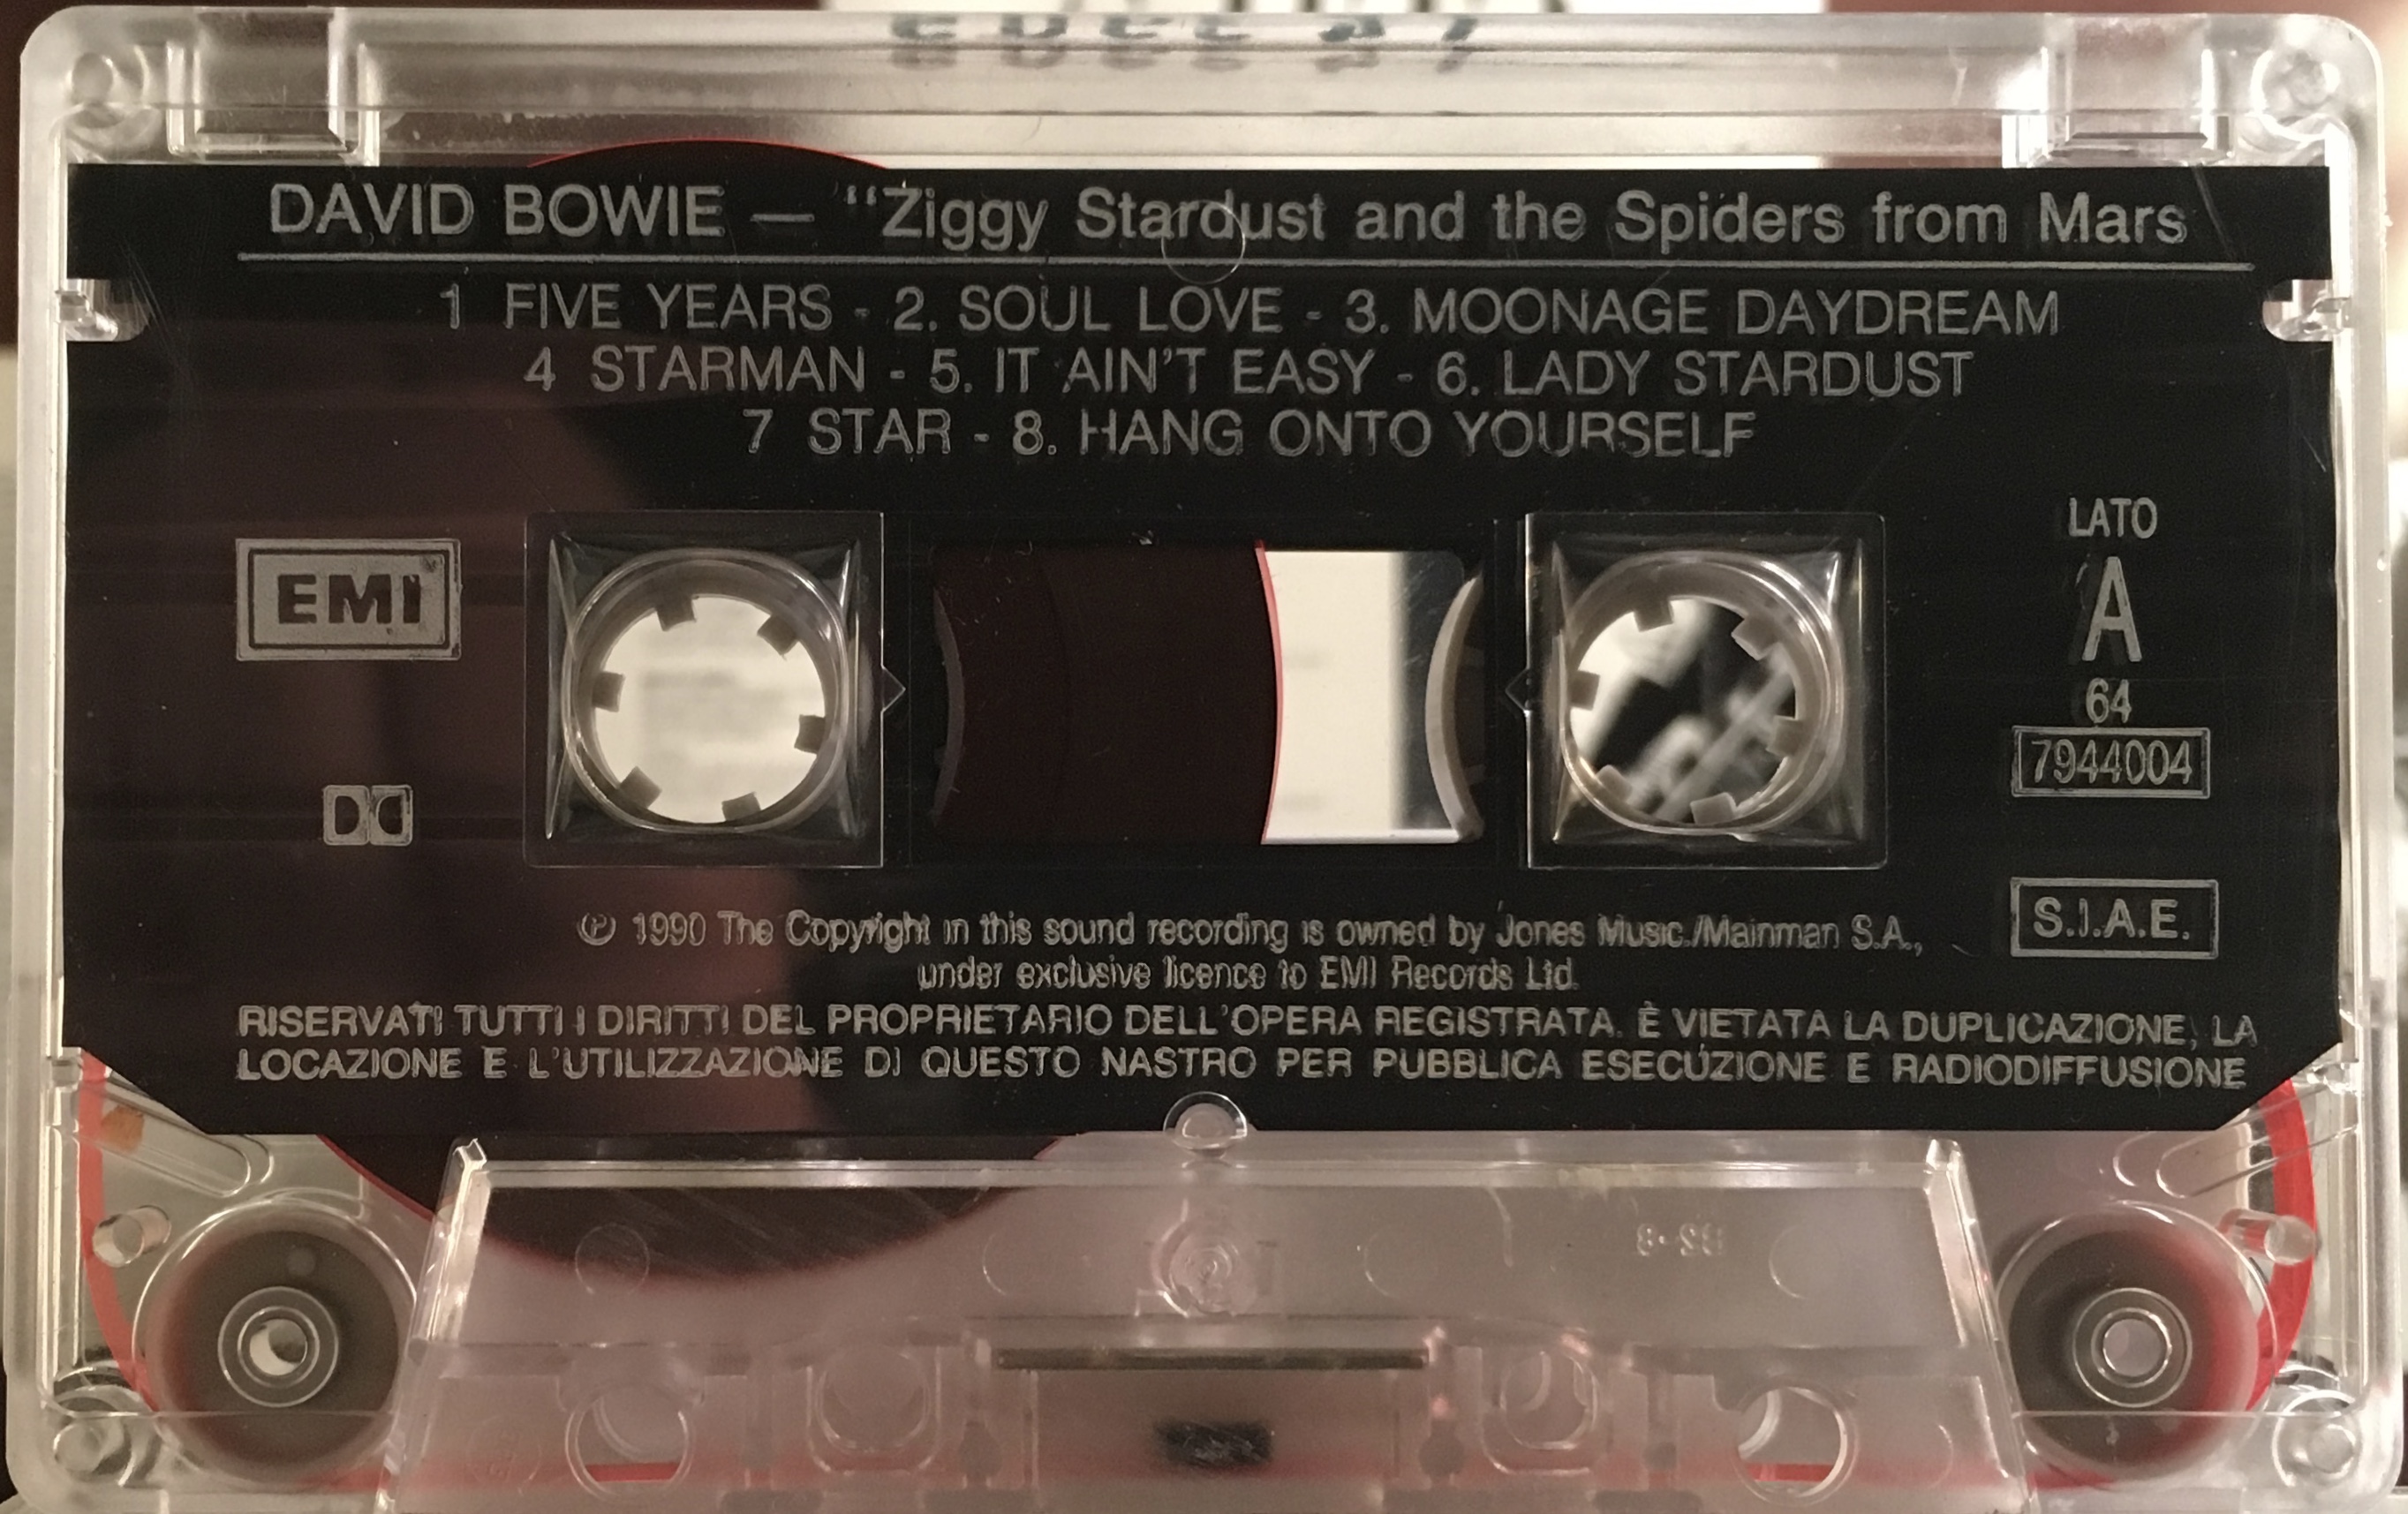 DAVID BOWIE — “Ziggy Stardust and the Spiders from Mars
1 FIVE YEARS - 2. SOUL LOVE - 3. MOONAGE DAYDREAM
4 STARMAN - 5. IT AIN'T EASY - 6. LADY STARDUST
7 STAR - 8. HANG ONTO YOURSELF
LATO
A
64
7944004
EMI
S.I.A.E.
℗ 1990 The Copyright in this sound recording is owned by Jones Music./Mainman S.A.,
under exclusive licence to EMI Records Ltd.
RISERVATI TUTTI I DIRITTI DEL PROPRIETARIO DELL'OPERA REGISTRATA. È VIETATA LA DUPLICAZIONE, LA
LOCAZIONE E L'UTILIZZAZIONE DI QUESTO NASTRO PER PUBBLICA ESECUZIONE E RADIODIFFUSIONE